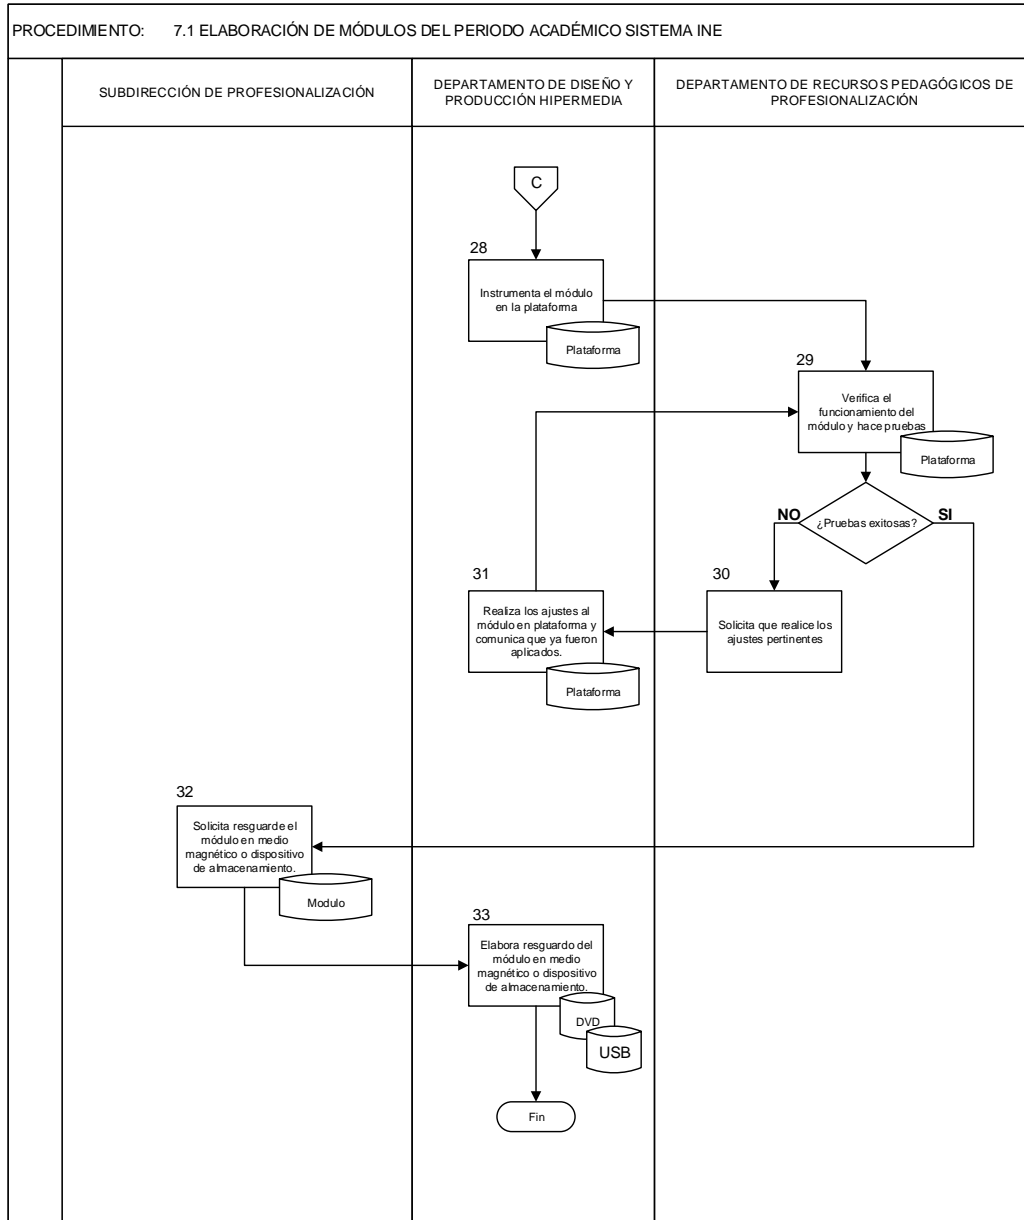 PROCEDIMIENTO: 7.1 ELABORACIÓN DE MÓDULOS DEL PERIODO ACADÉMICO SISTEMA INE
SUBDIRECCIÓN DE PROFESIONALIZACIÓN
DEPARTAMENTO DE DISEÑO Y
PRODUCCIÓN HIPERMEDIA
DEPARTAMENTO DE RECURSOS PEDAGÓGICOS DE
PROFESIONALIZACIÓN
C
28
Instrumenta el módulo
en la plataforma
Plataforma
29
Verifica el
funcionamiento del
módulo y hace pruebas
Plataforma
¿Pruebas exitosas?
NO
SI
30
Solicita que realice los
ajustes pertinentes
31
Realiza los ajustes al
módulo en plataforma y
comunica que ya fueron
aplicados.
Plataforma
32
Solicita resguarde el
módulo en medio
magnético o dispositivo
de almacenamiento.
Modulo
33
Elabora resguardo del
módulo en medio
magnético o dispositivo
de almacenamiento.
DVD
USB
Fin